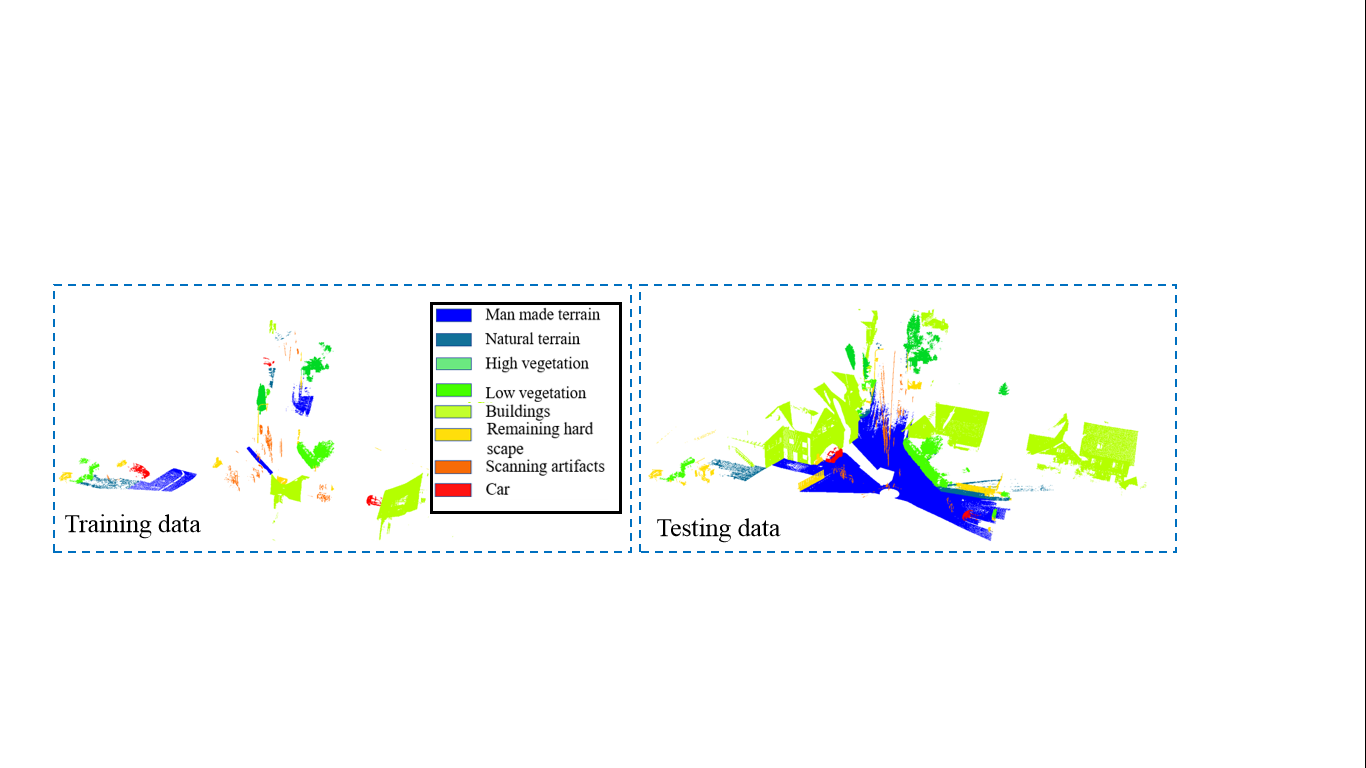 Man made terrain
Natural terrain
High vegetation
Low vegetation
Buildings
Remaining hard
scape
Scanning artifacts
Car
Training data
Testing data